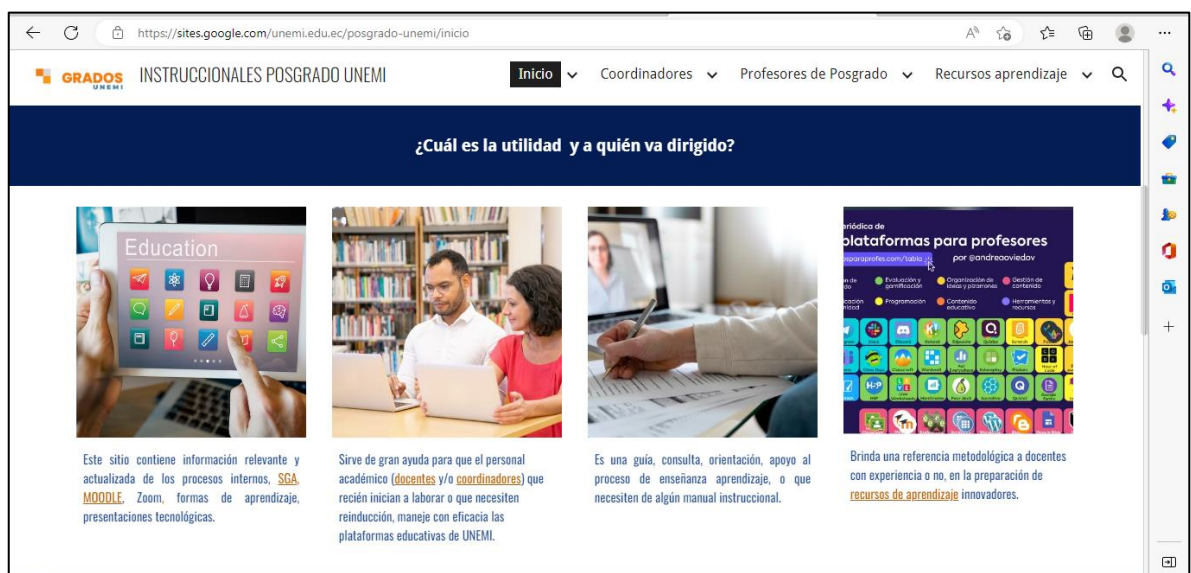 https://sites.google.com/unemi.edu.ec/posgrado-unemi/inicio
GRADOS
UNEMI
INSTRUCCIONALES POSGRADO UNEMI
Inicio
Coordinadores
Profesores de Posgrado
Recursos aprendizaje
¿Cuál es la utilidad y a quién va dirigido?
Education
Este sitio contiene información relevante y
actualizada de los procesos internos, SGA,
MOODLE, Zoom, formas de aprendizaje,
presentaciones tecnológicas.
Sirve de gran ayuda para que el personal
académico (docentes y/o coordinadores) que
recién inician a laborar o que necesiten
reinducción, maneje con eficacia las
plataformas educativas de UNEMI.
Es una guía, consulta, orientación, apoyo al
proceso de enseñanza aprendizaje, o que
necesiten de algún manual instruccional.
plataformas para profesores
por @andreaoviedov
Evaluación y
gamificación
Organización de
Gestión de
contenido
Programación
Contenido
educativo
Herramientas y
recursos
Brinda una referencia metodológica a docentes
con experiencia o no, en la preparación de
recursos de aprendizaje innovadores.